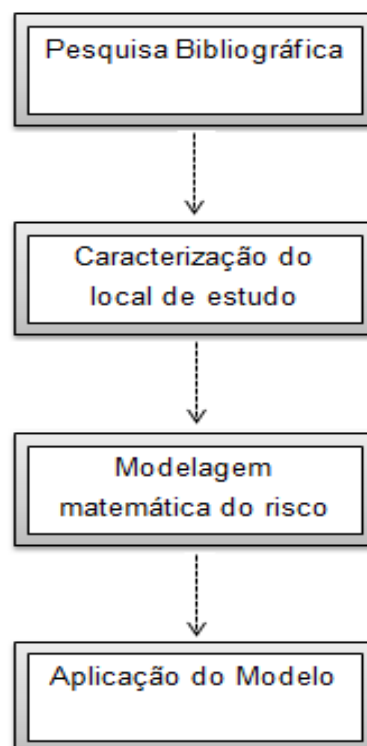 Pesquisa Bibliográfica
Caracterização do
local de estudo
Modelagem
matemática do risco
Aplicação do Modelo